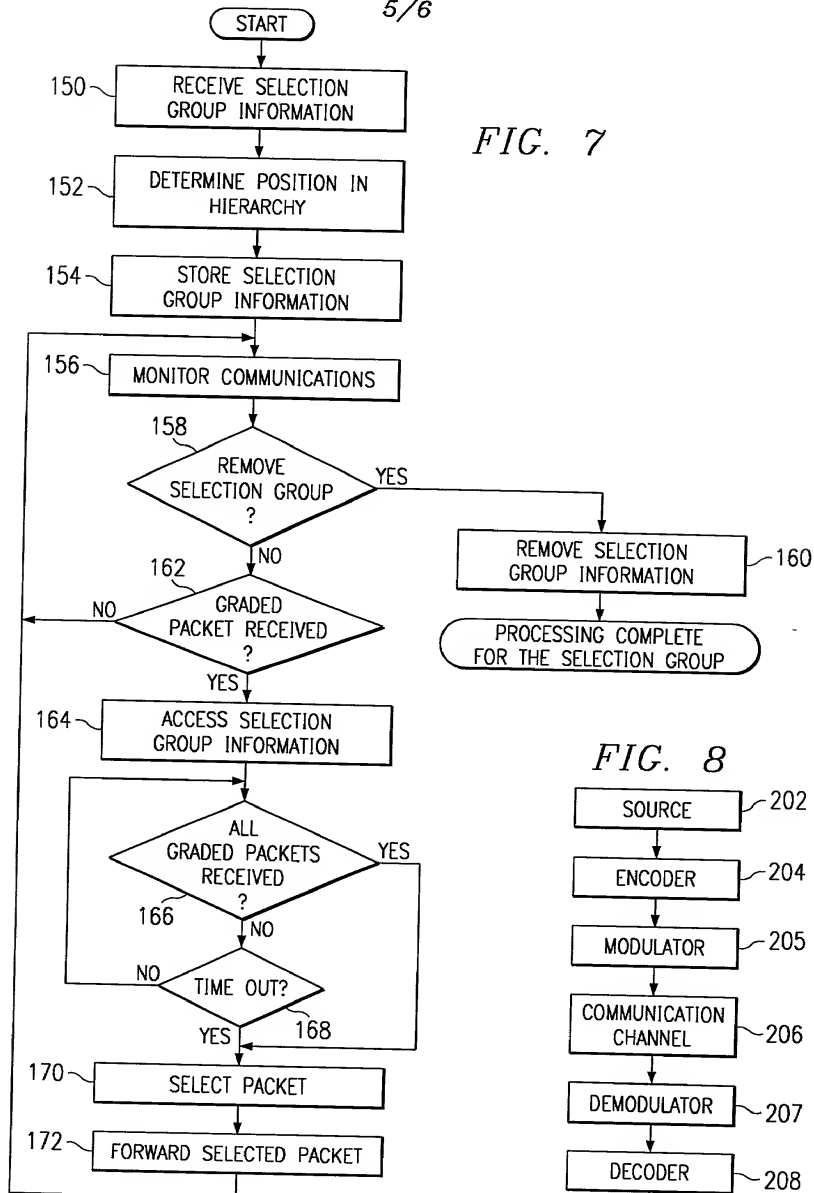 5/6
START
150
RECEIVE SELECTION
GROUP INFORMATION
FIG. 7
152
DETERMINE POSITION IN
HIERARCHY
154
STORE SELECTION
GROUP INFORMATION
156
MONITOR COMMUNICATIONS
158
REMOVE
SELECTION GROUP
?
YES
NO
REMOVE SELECTION
GROUP INFORMATION
160
PROCESSING COMPLETE
FOR THE SELECTION GROUP
162
GRADED
PACKET RECEIVED
?
NO
YES
164
ACCESS SELECTION
GROUP INFORMATION
ALL
GRADED PACKETS
RECEIVED
?
166
YES
NO
TIME OUT?
168
NO
YES
170
SELECT PACKET
172
FORWARD SELECTED PACKET
FIG. 8
SOURCE
202
ENCODER
204
MODULATOR
205
COMMUNICATION
CHANNEL
206
DEMODULATOR
207
DECODER
208